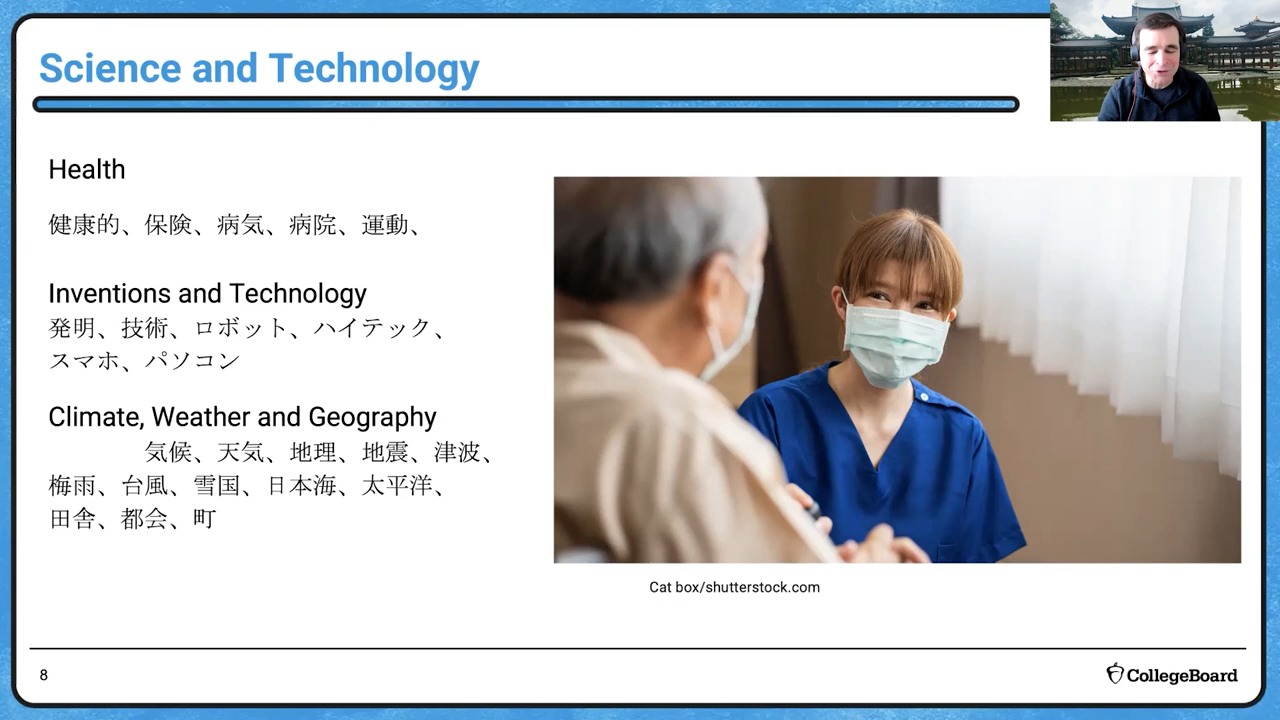 Science and Technology
Health
健康的、保険、病気、病院、運動、
Inventions and Technology
発明、技術、ロボット、ハイテック、
スマホ、パソコン
Climate, Weather and Geography
気候、天気、地理、地震、津波、
梅雨、台風、雪国、日本海、太平洋、
田舎、都会、町
Cat box/shutterstock.com
8
CollegeBoard